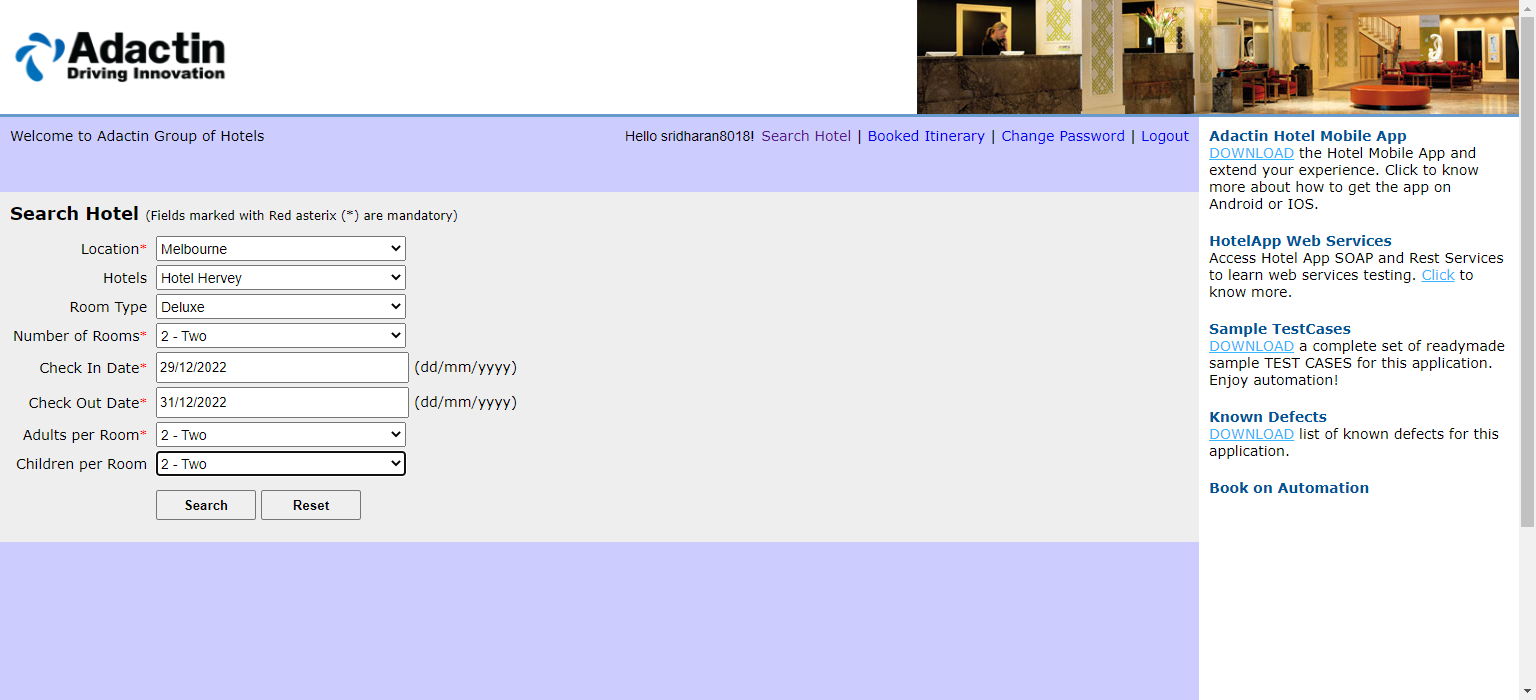 Adactin
Driving Innovation
Welcome to Adactin Group of Hotels
Hello sridharan8018! Search Hotel | Booked Itinerary | Change Password | Logout
Search Hotel (Fields marked with Red asterix (*) are mandatory)
Location* Melbourne
Hotels Hotel Hervey
Room Type Deluxe
Number of Rooms* 2 - Two
Check In Date* 29/12/2022 (dd/mm/yyyy)
Check Out Date* 31/12/2022 (dd/mm/yyyy)
Adults per Room* 2 - Two
Children per Room 2 - Two
Search Reset
Adactin Hotel Mobile App
DOWNLOAD the Hotel Mobile App and
extend your experience. Click to know
more about how to get the app on
Android or IOS.
HotelApp Web Services
Access Hotel App SOAP and Rest Services
to learn web services testing. Click to
know more.
Sample TestCases
DOWNLOAD a complete set of readymade
sample TEST CASES for this application.
Enjoy automation!
Known Defects
DOWNLOAD list of known defects for this
application.
Book on Automation